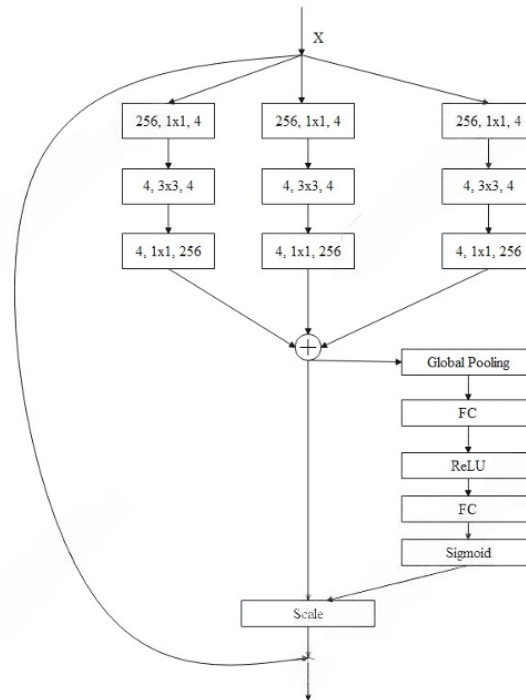 X
256, 1x1, 4
256, 1x1, 4
256, 1x1, 4
4, 3x3, 4
4, 3x3, 4
4, 3x3, 4
4, 1x1, 256
4, 1x1, 256
4, 1x1, 256
+
Global Pooling
FC
ReLU
FC
Sigmoid
Scale